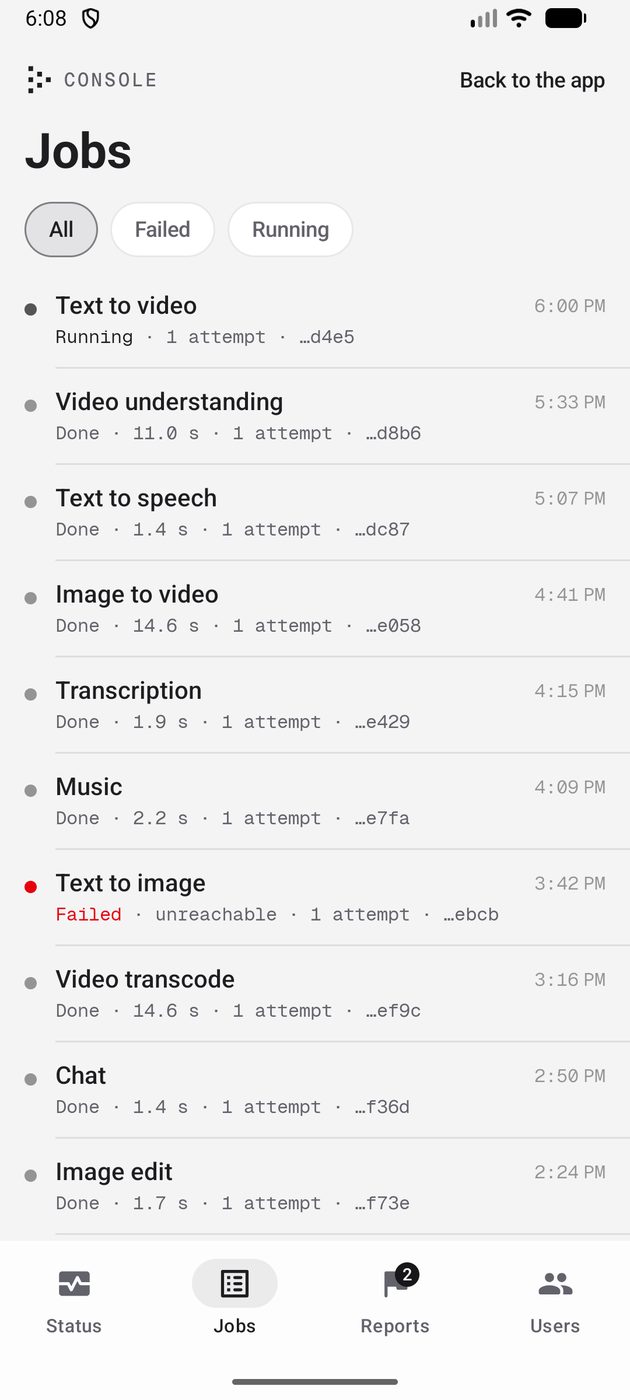 6:08
CONSOLE
Back to the app
Jobs
All
Failed
Running
Text to video
6:00 PM
Running · 1 attempt · …d4e5
Video understanding
5:33 PM
Done · 11.0 s · 1 attempt · …d8b6
Text to speech
5:07 PM
Done · 1.4 s · 1 attempt · …dc87
Image to video
4:41 PM
Done · 14.6 s · 1 attempt · …e058
Transcription
4:15 PM
Done · 1.9 s · 1 attempt · …e429
Music
4:09 PM
Done · 2.2 s · 1 attempt · …e7fa
Text to image
3:42 PM
Failed · unreachable · 1 attempt · …ebcb
Video transcode
3:16 PM
Done · 14.6 s · 1 attempt · …ef9c
Chat
2:50 PM
Done · 1.4 s · 1 attempt · …f36d
Image edit
2:24 PM
Done · 1.7 s · 1 attempt · …f73e
2
Status
Jobs
Reports
Users